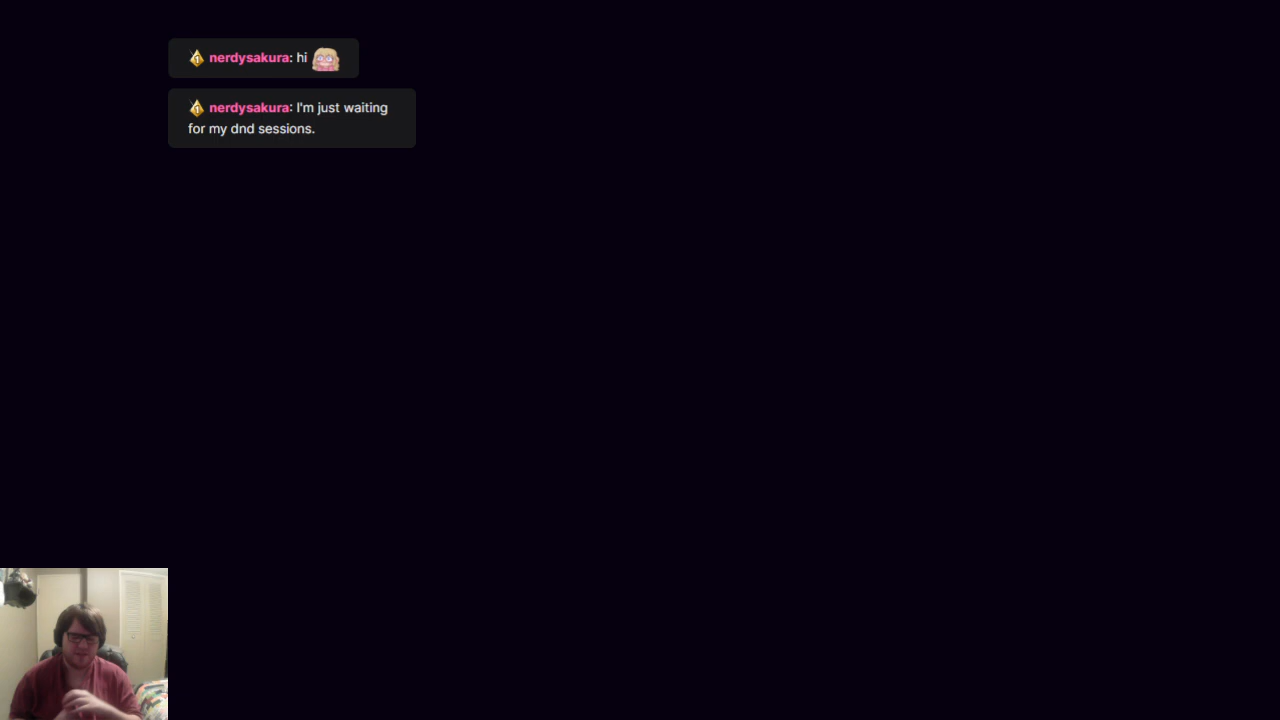 nerdysakura: hi
nerdysakura: I'm just waiting
for my dnd sessions.